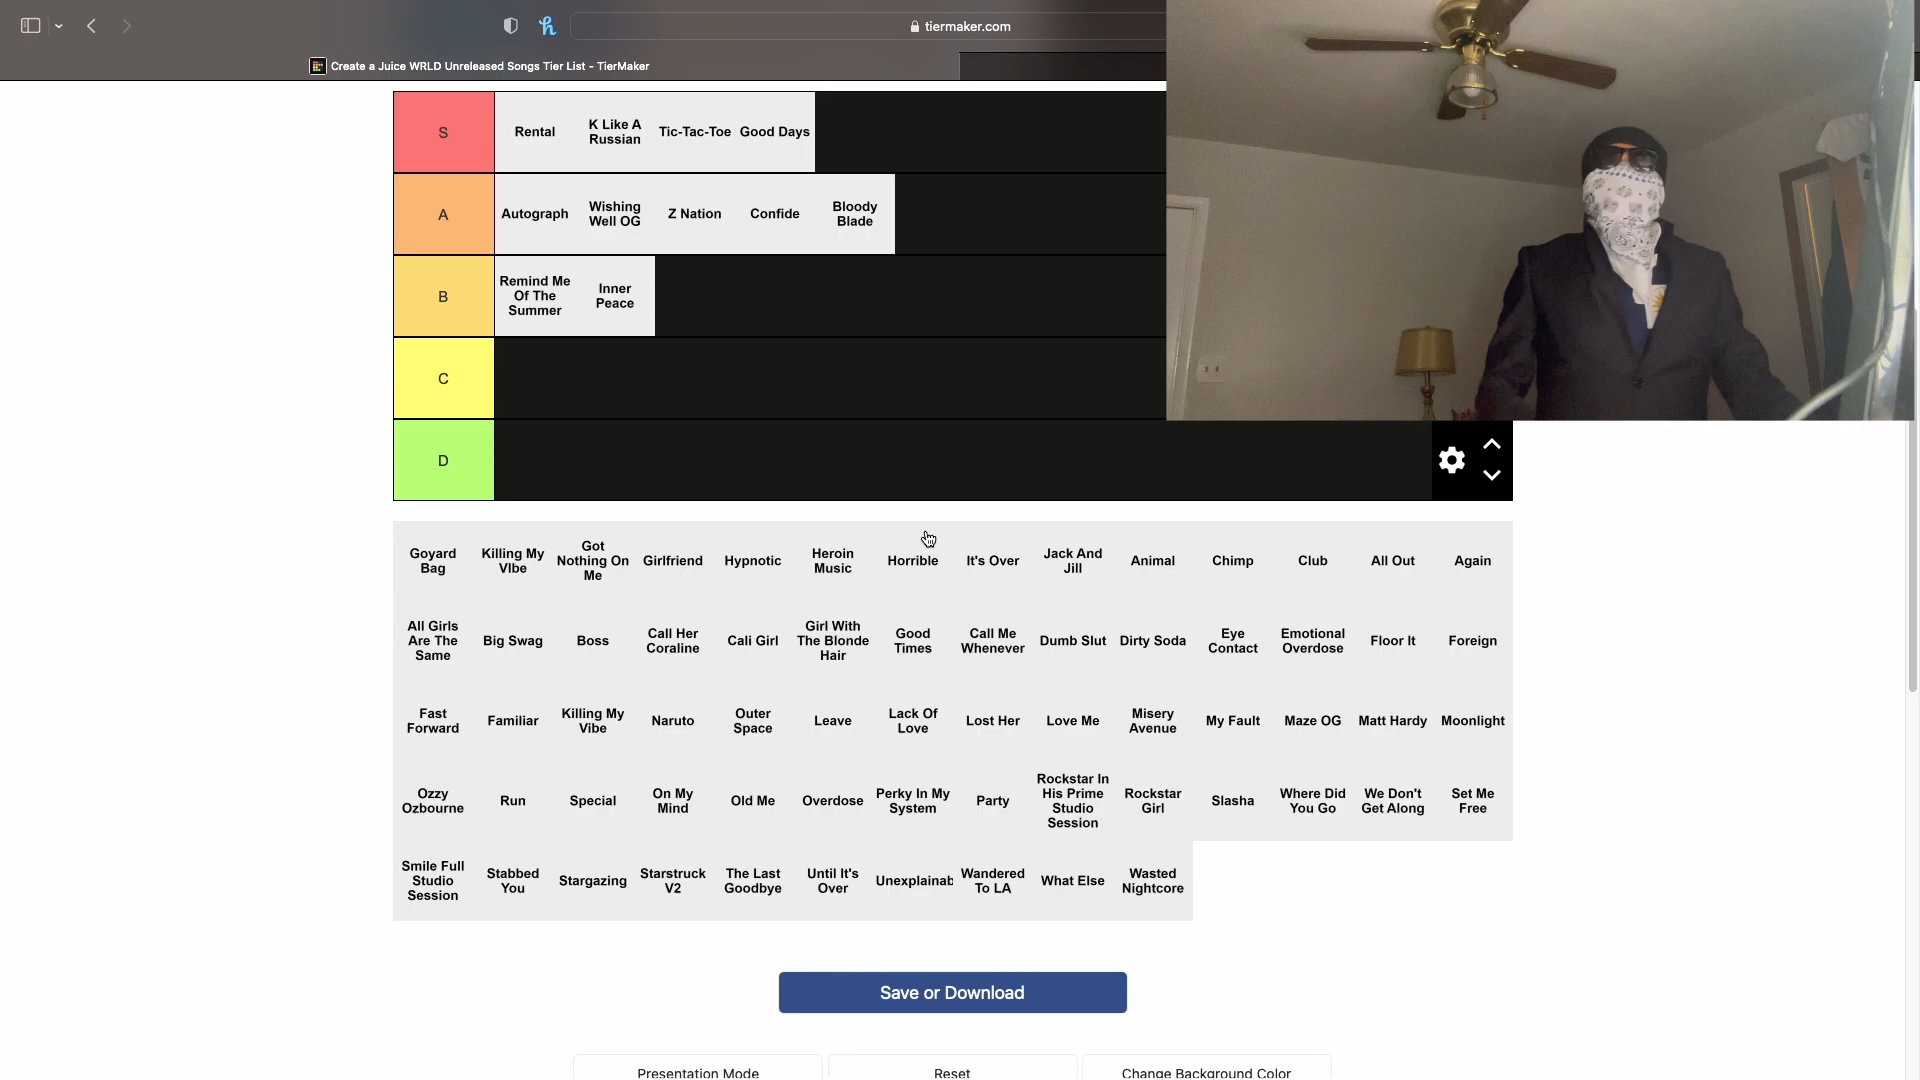 tiermaker.com
Create a Juice WRLD Unreleased Songs Tier List - TierMaker
S
Rental
K Like A
Russian
Tic-Tac-Toe
Good Days
A
Autograph
Wishing
Well OG
Z Nation
Confide
Bloody
Blade
B
Remind Me
Of The
Summer
Inner
Peace
C
D
Goyard
Bag
Killing My
VIbe
Got
Nothing On
Me
Girlfriend
Hypnotic
Heroin
Music
Horrible
It's Over
Jack And
Jill
Animal
Chimp
Club
All Out
Again
All Girls
Are The
Same
Big Swag
Boss
Call Her
Coraline
Cali Girl
Girl With
The Blonde
Hair
Good
Times
Call Me
Whenever
Dumb Slut
Dirty Soda
Eye
Contact
Emotional
Overdose
Floor It
Foreign
Fast
Forward
Familiar
Killing My
Vibe
Naruto
Outer
Space
Leave
Lack Of
Love
Lost Her
Love Me
Misery
Avenue
My Fault
Maze OG
Matt Hardy
Moonlight
Ozzy
Ozbourne
Run
Special
On My
Mind
Old Me
Overdose
Perky In My
System
Party
Rockstar In
His Prime
Studio
Session
Rockstar
Girl
Slasha
Where Did
You Go
We Don't
Get Along
Set Me
Free
Smile Full
Studio
Session
Stabbed
You
Stargazing
Starstruck
V2
The Last
Goodbye
Until It's
Over
Unexplainab
Wandered
To LA
What Else
Wasted
Nightcore
Save or Download
Presentation Mode
Reset
Change Background Color